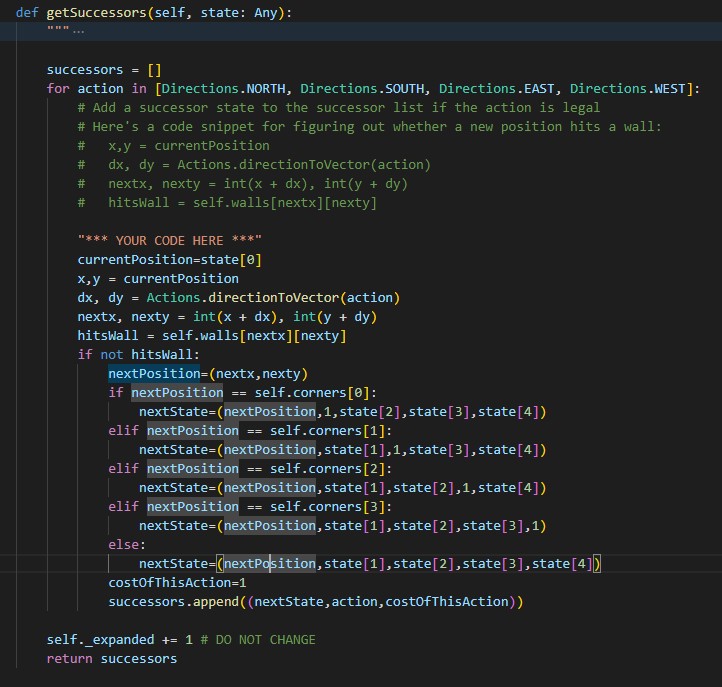 def getSuccessors(self, state: Any):
    """...
    successors = []
    for action in [Directions.NORTH, Directions.SOUTH, Directions.EAST, Directions.WEST]:
        # Add a successor state to the successor list if the action is legal
        # Here's a code snippet for figuring out whether a new position hits a wall:
        #   x,y = currentPosition
        #   dx, dy = Actions.directionToVector(action)
        #   nextx, nexty = int(x + dx), int(y + dy)
        #   hitsWall = self.walls[nextx][nexty]
        "*** YOUR CODE HERE ***"
        currentPosition=state[0]
        x,y = currentPosition
        dx, dy = Actions.directionToVector(action)
        nextx, nexty = int(x + dx), int(y + dy)
        hitsWall = self.walls[nextx][nexty]
        if not hitsWall:
            nextPosition=(nextx,nexty)
            if nextPosition == self.corners[0]:
                nextState=(nextPosition,1,state[2],state[3],state[4])
            elif nextPosition == self.corners[1]:
                nextState=(nextPosition,state[1],1,state[3],state[4])
            elif nextPosition == self.corners[2]:
                nextState=(nextPosition,state[1],state[2],1,state[4])
            elif nextPosition == self.corners[3]:
                nextState=(nextPosition,state[1],state[2],state[3],1)
            else:
                nextState=(nextPosition,state[1],state[2],state[3],state[4])
            costOfThisAction=1
            successors.append((nextState,action,costOfThisAction))
    self._expanded += 1 # DO NOT CHANGE
    return successors